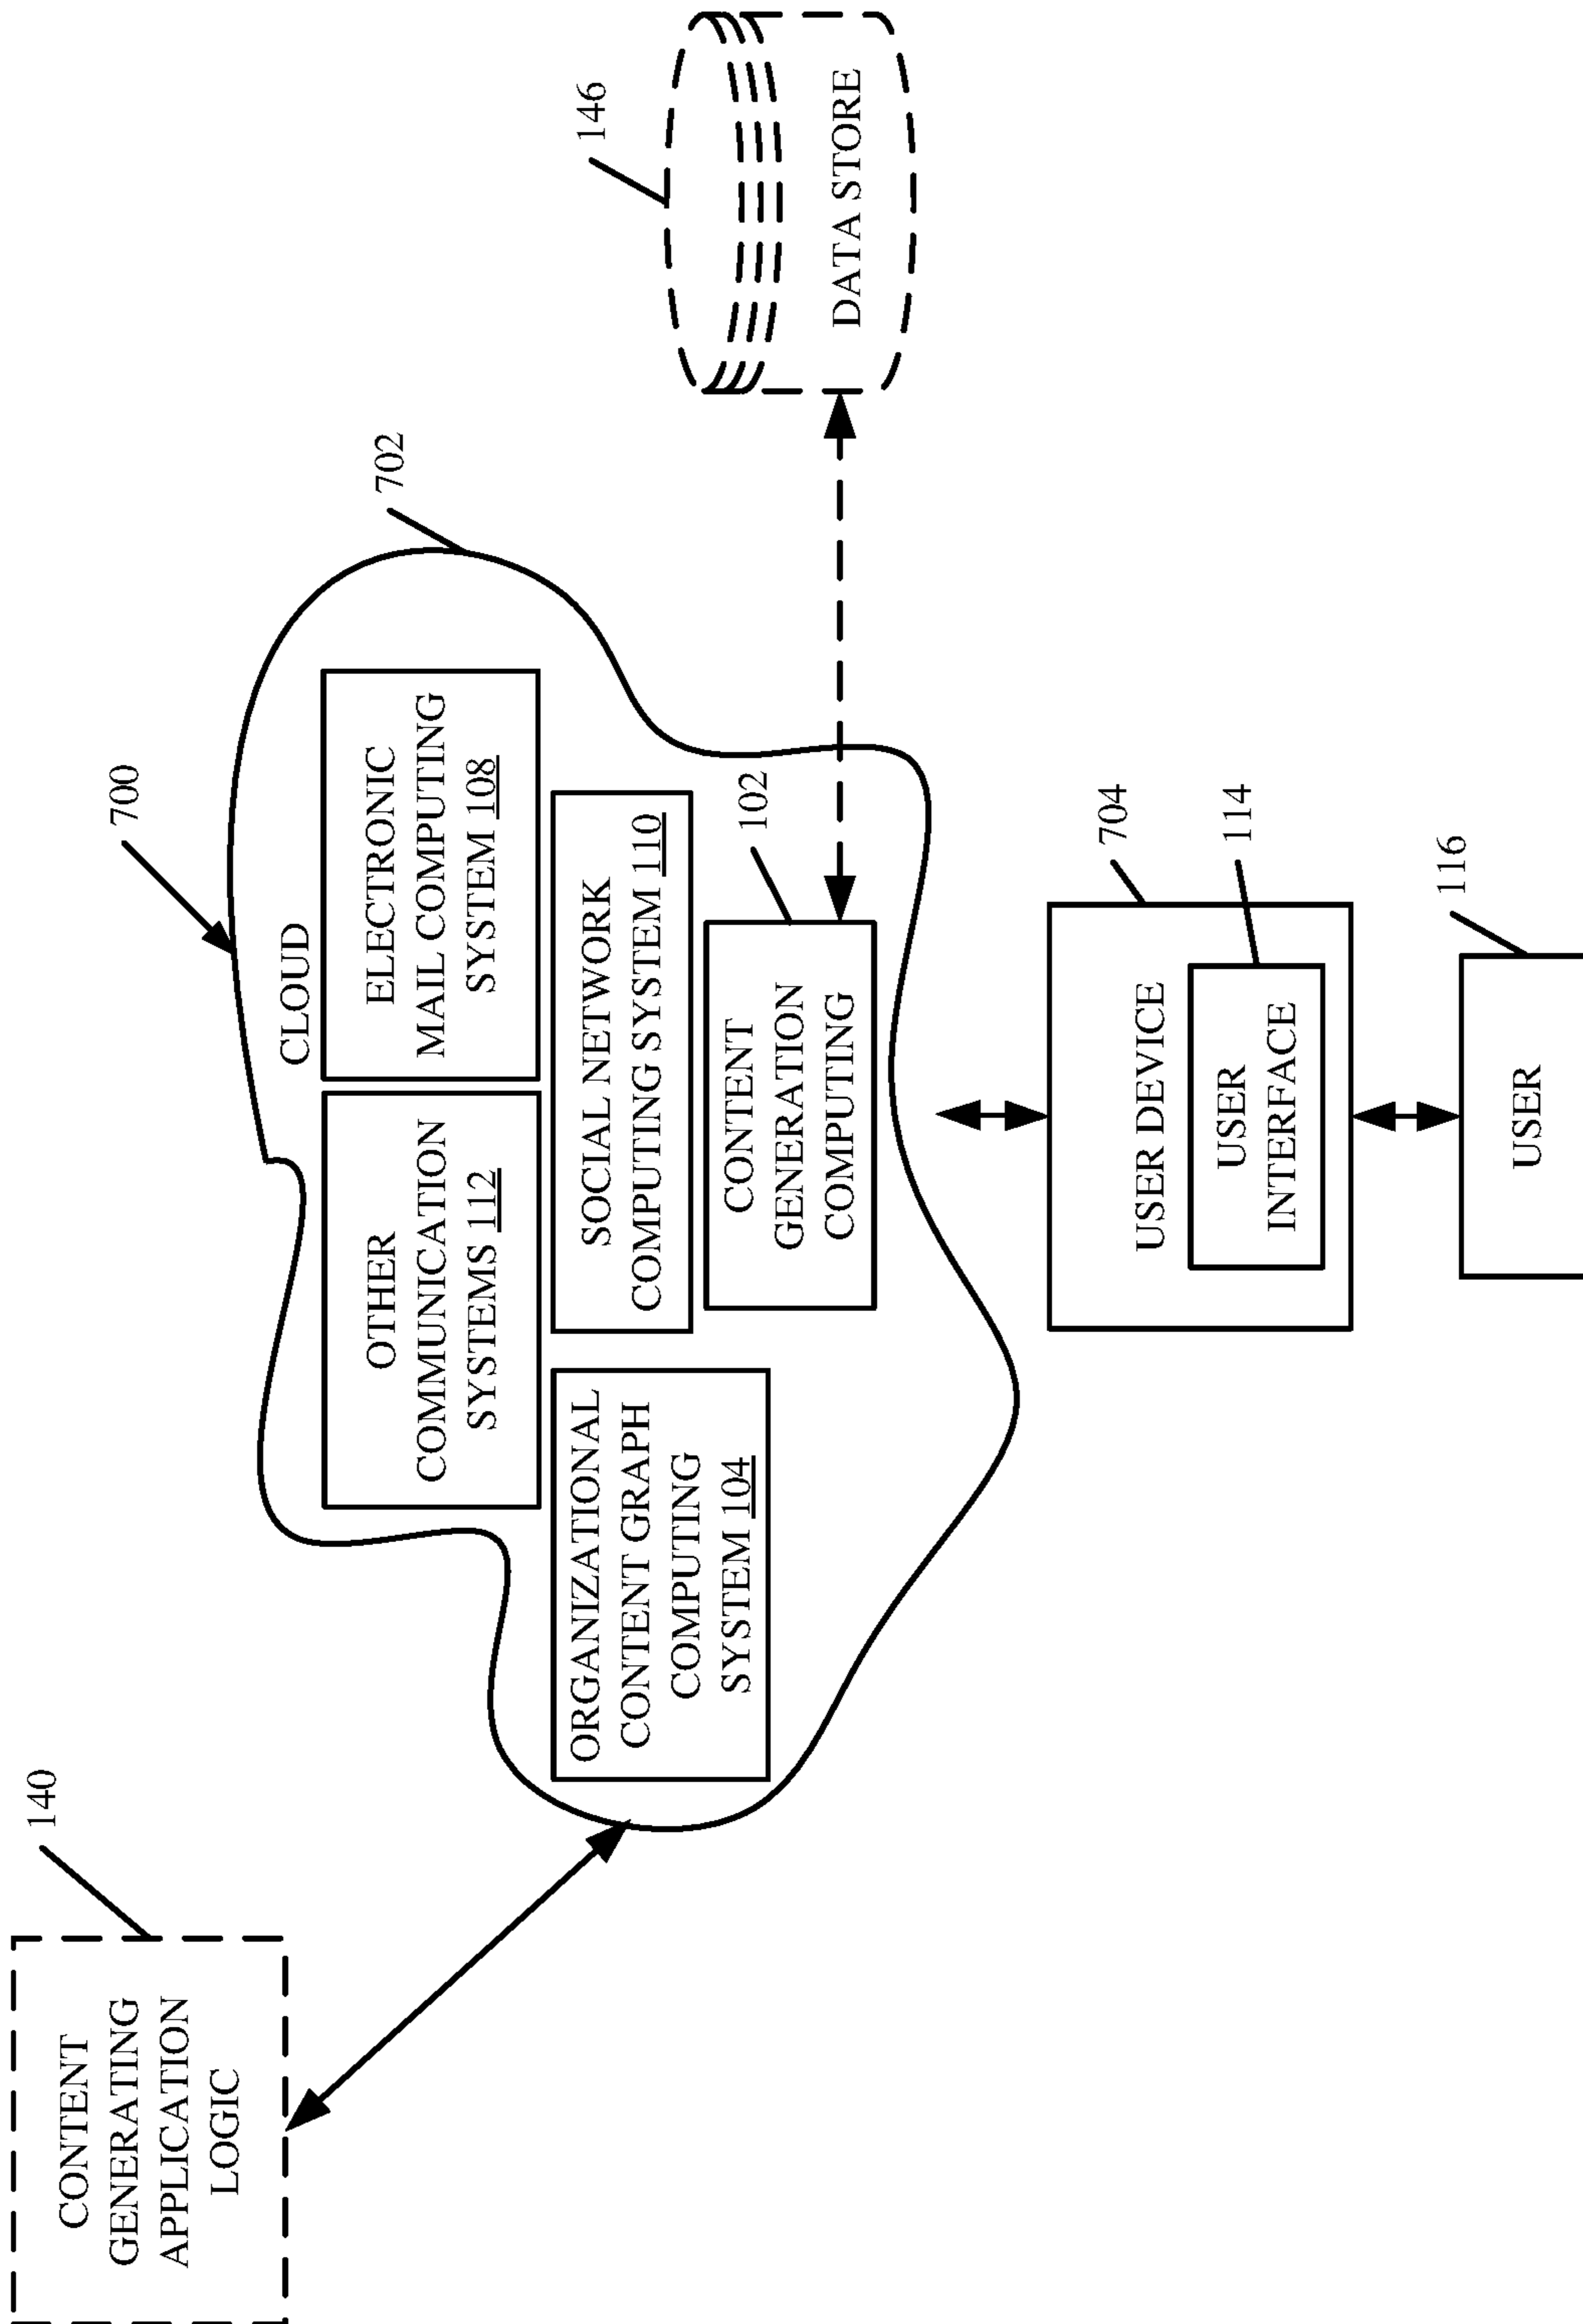 CONTENT
GENERATING
APPLICATION
LOGIC
140
700
CLOUD
702
OTHER
COMMUNICATION
SYSTEMS 112
ELECTRONIC
MAIL COMPUTING
SYSTEM 108
ORGANIZATIONAL
CONTENT GRAPH
COMPUTING
SYSTEM 104
SOCIAL NETWORK
COMPUTING SYSTEM 110
CONTENT
GENERATION
COMPUTING
102
146
DATA STORE
USER DEVICE
704
USER
INTERFACE
114
USER
116